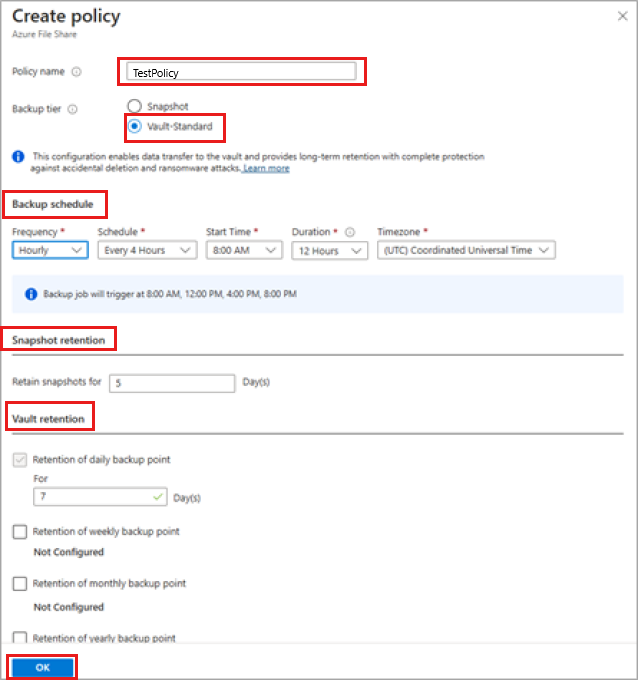 Create policy
Azure File Share
Policy name
TestPolicy
Backup tier
Snapshot
Vault-Standard
This configuration enables data transfer to the vault and provides long-term retention with complete protection
against accidental deletion and ransomware attacks. Learn more
Backup schedule
Frequency * Schedule * Start Time * Duration * Timezone *
Hourly Every 4 Hours 8:00 AM 12 Hours (UTC) Coordinated Universal Time
Backup job will trigger at 8:00 AM, 12:00 PM, 4:00 PM, 8:00 PM
Snapshot retention
Retain snapshots for 5 Day(s)
Vault retention
Retention of daily backup point
For
7 Day(s)
Retention of weekly backup point
Not Configured
Retention of monthly backup point
Not Configured
Retention of yearly backup point
OK